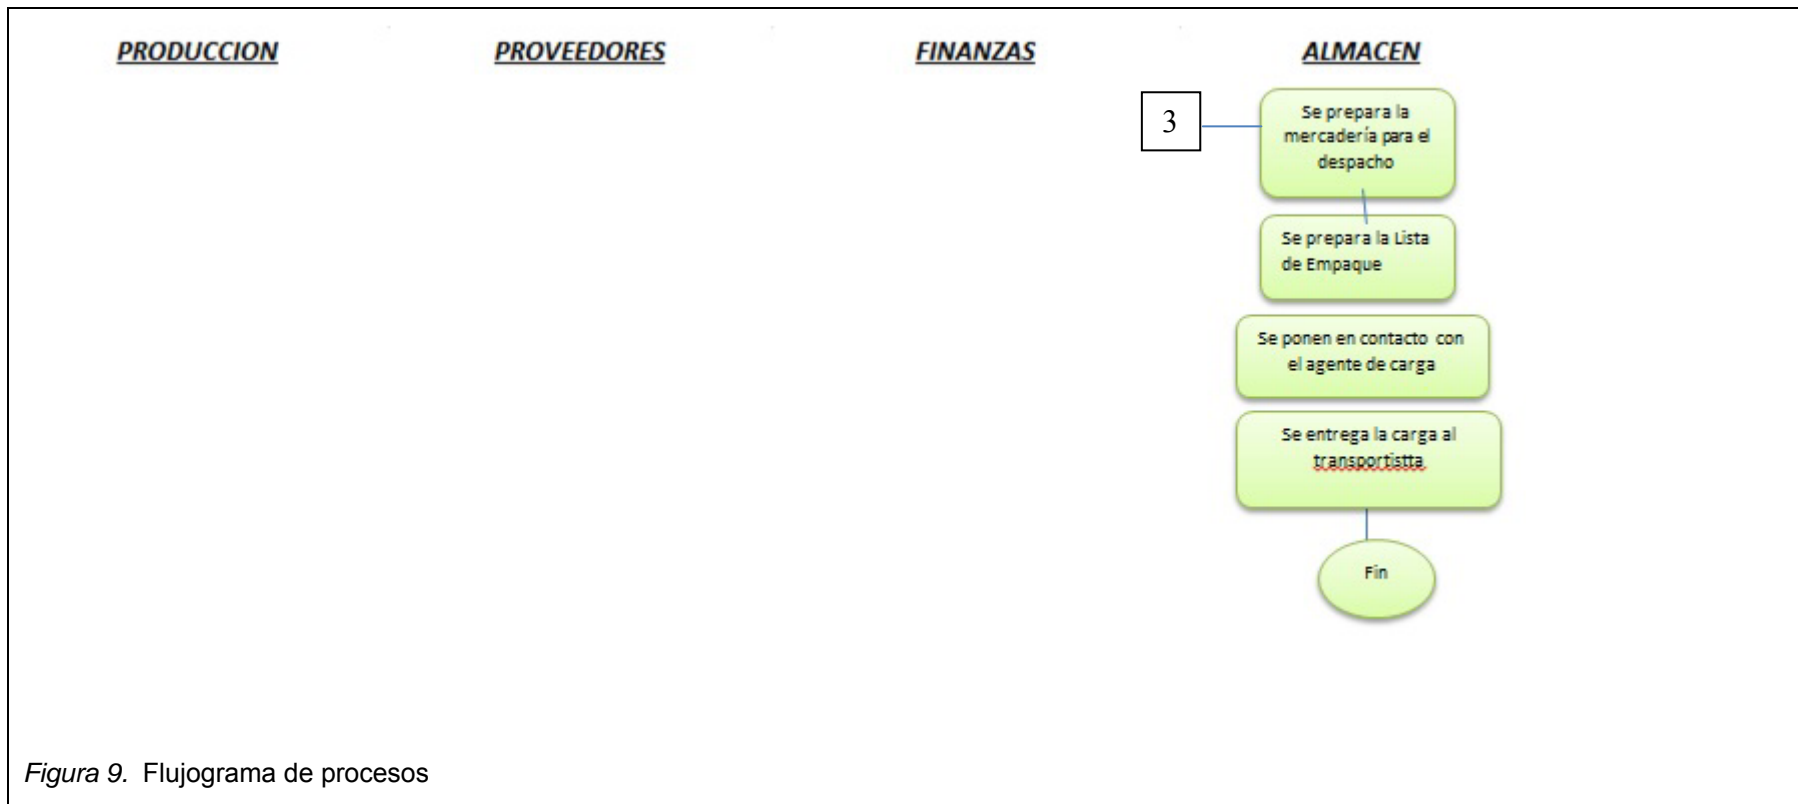 PRODUCCION
PROVEEDORES
FINANZAS
ALMACEN
3
Se prepara la
mercadería para el
despacho
Se prepara la Lista
de Empaque
Se ponen en contacto con
el agente de carga
Se entrega la carga al
transportistta
Fin
Figura 9. Flujograma de procesos